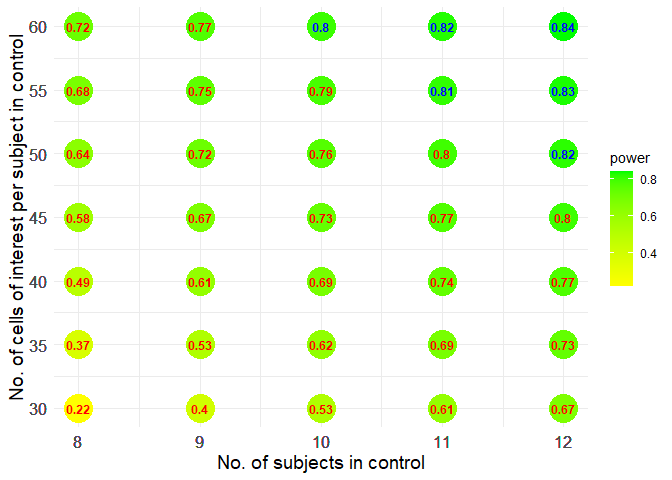 No. of cells of interest per subject in control
60 0.72 0.77 0.8 0.82 0.84
55 0.68 0.75 0.79 0.81 0.83
50 0.64 0.72 0.76 0.8 0.82
45 0.58 0.67 0.73 0.77 0.8
40 0.49 0.61 0.69 0.74 0.77
35 0.37 0.53 0.62 0.69 0.73
30 0.22 0.4 0.53 0.61 0.67
8 9 10 11 12
No. of subjects in control
power
0.8
0.4